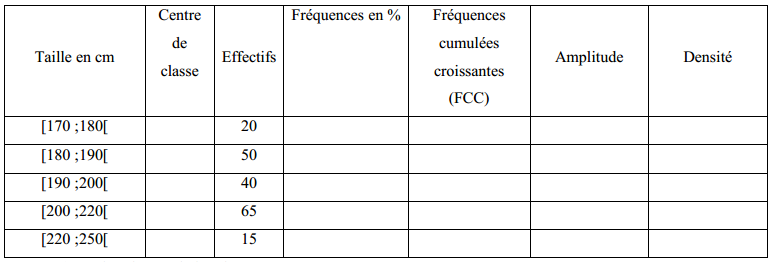 Taille en cm
Centre de classe
Effectifs
Fréquences en %
Fréquences cumulées croissantes (FCC)
Amplitude
Densité
[170 ;180[ 20
[180 ;190[ 50
[190 ;200[ 40
[200 ;220[ 65
[220 ;250[ 15